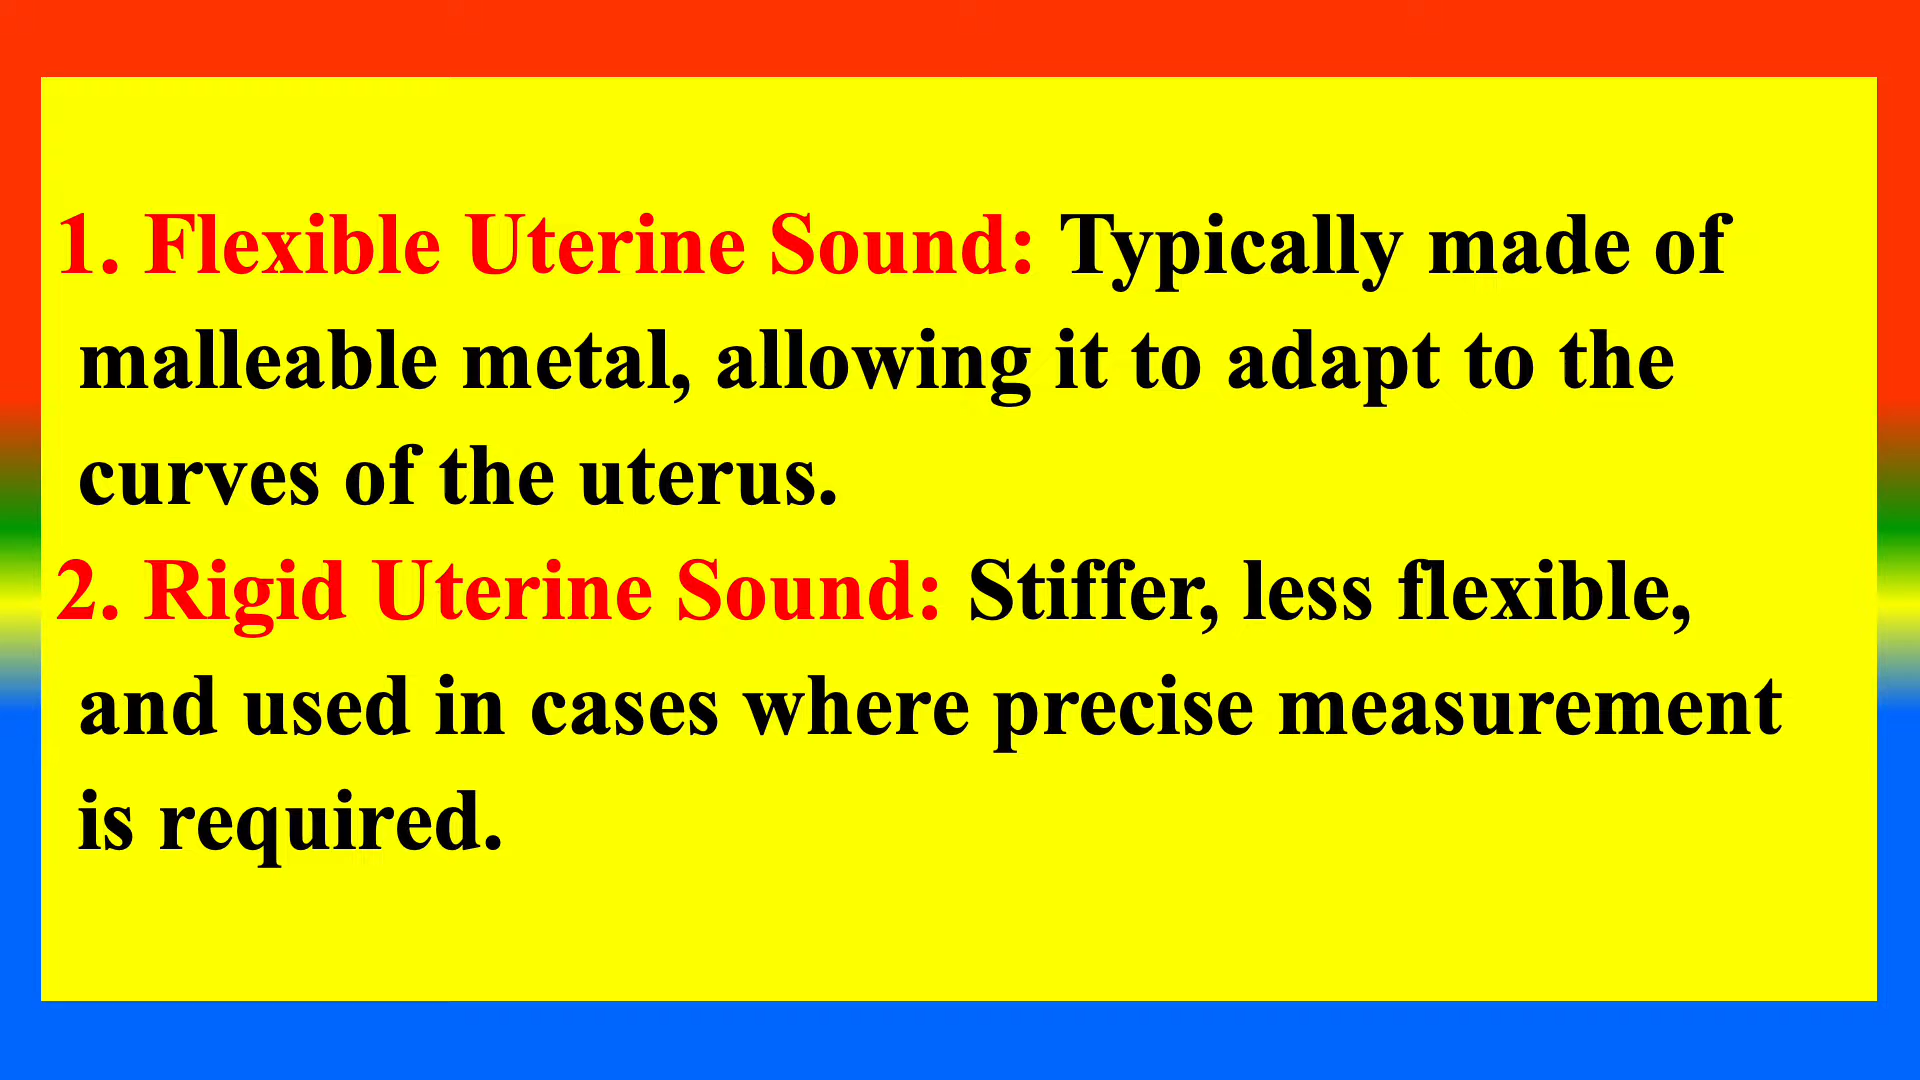 1. Flexible Uterine Sound: Typically made of
malleable metal, allowing it to adapt to the
curves of the uterus.
2. Rigid Uterine Sound: Stiffer, less flexible,
and used in cases where precise measurement
is required.